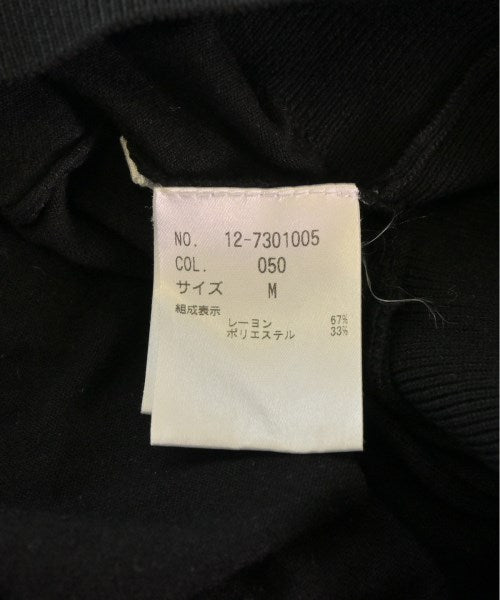 NO. 12-7301005
COL. 050
サイズ M
組成表示
レーヨン 67%
ポリエステル 33%